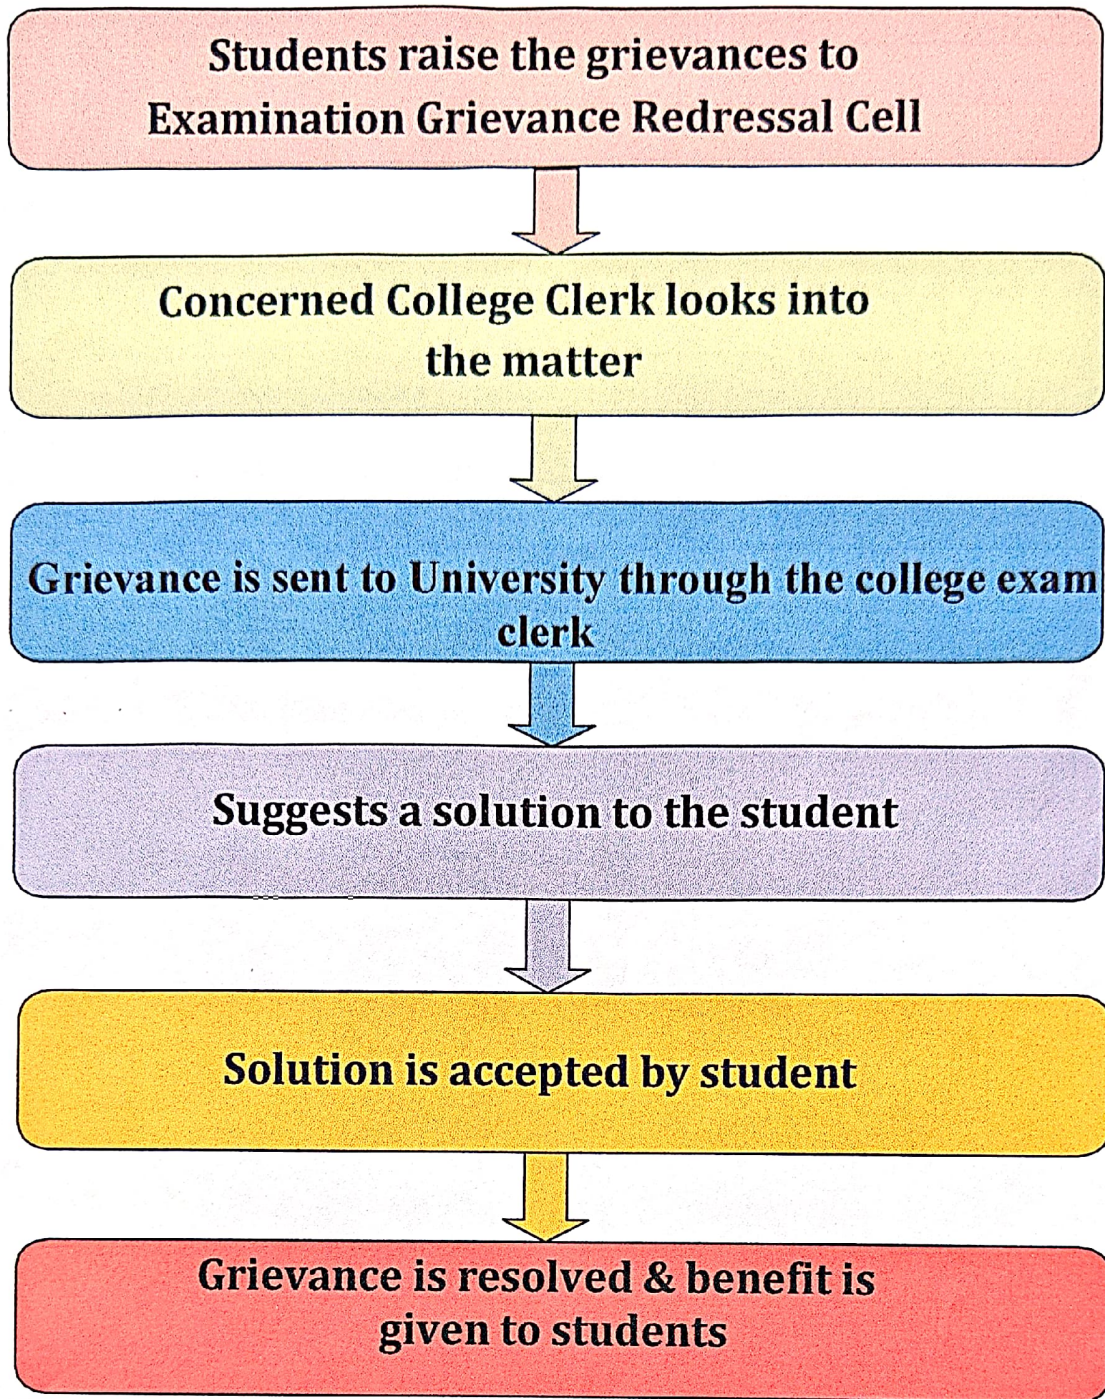 Students raise the grievances to
Examination Grievance Redressal Cell
Concerned College Clerk looks into
the matter
Grievance is sent to University through the college exam
clerk
Suggests a solution to the student
Solution is accepted by student
Grievance is resolved & benefit is
given to students